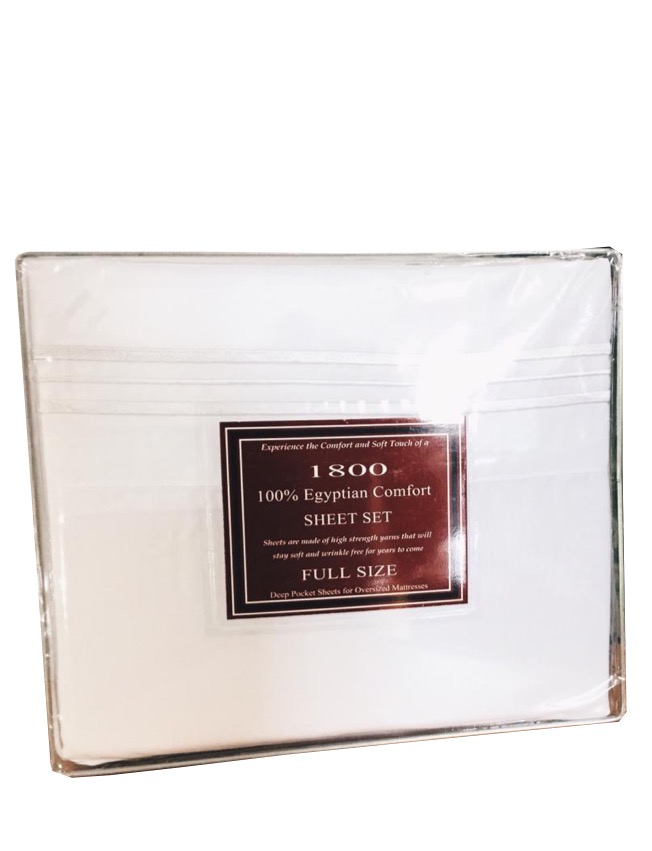 Experience the Comfort and Soft Touch of a
1800
100% Egyptian Comfort
SHEET SET
Sheets are made of high strength yarns that will
stay soft and wrinkle free for years to come
FULL SIZE
Deep Pocket Sheets for Oversized Mattresses